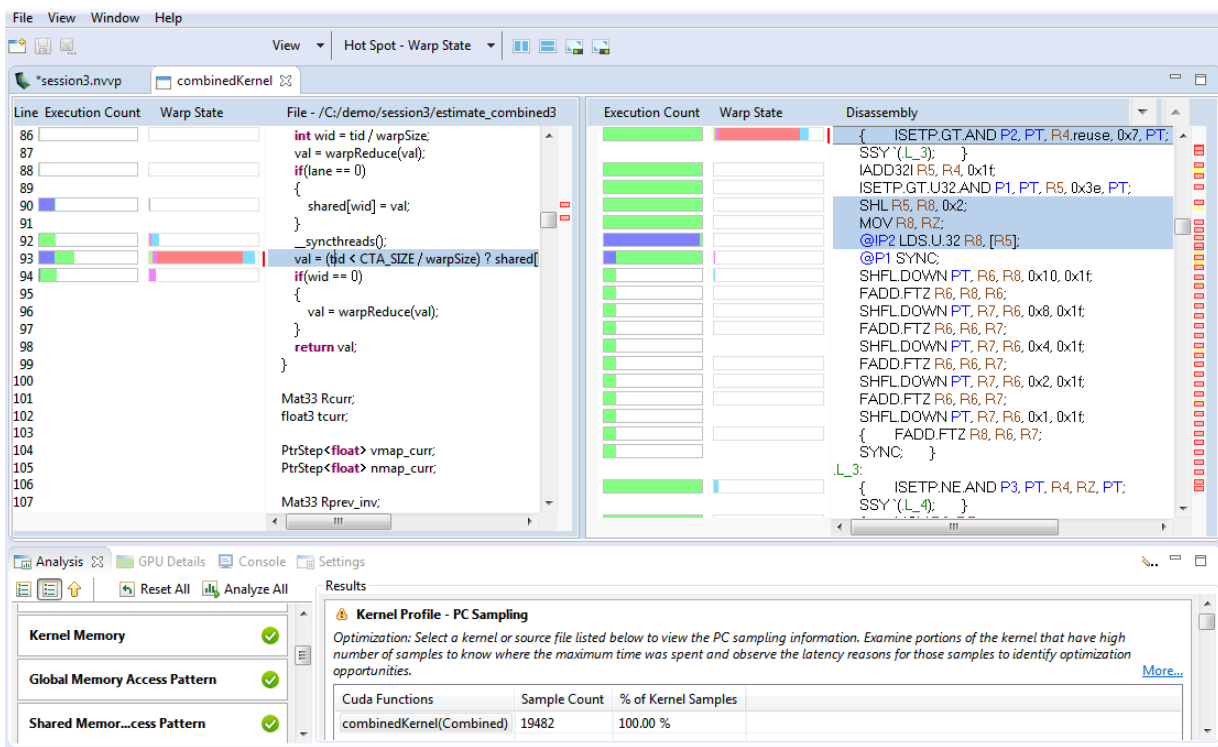 File View Window Help
View Hot Spot - Warp State
*session3.nvvp combinedKernel
Line Execution Count Warp State File - /C:/demo/session3/estimate_combined3
86 int wid = tid / warpSize;
87 val = warpReduce(val);
88 if(lane == 0)
89 {
90 shared[wid] = val;
91 }
92 __syncthreads();
93 val = (tid < CTA_SIZE / warpSize) ? shared[
94 if(wid == 0)
95 {
96 val = warpReduce(val);
97 }
98 return val;
99 }
100
101 Mat33 Rcurr;
102 float3 tcurr;
103
104 PtrStep<float> vmap_curr;
105 PtrStep<float> nmap_curr;
106
107 Mat33 Rprev_inv;
Execution Count Warp State Disassembly
{ ISETP.GT.AND P2, PT, R4.reuse, 0x7, PT;
SSY `(.L_3); }
IADD32I R5, R4, 0x1f;
ISETP.GT.U32.AND P1, PT, R5, 0x3e, PT;
SHL R5, R8, 0x2;
MOV R8, RZ;
@!P2 LDS.U.32 R8, [R5];
@P1 SYNC;
SHFL.DOWN PT, R6, R8, 0x10, 0x1f;
FADD.FTZ R6, R8, R6;
SHFL.DOWN PT, R7, R6, 0x8, 0x1f;
FADD.FTZ R6, R6, R7;
SHFL.DOWN PT, R7, R6, 0x4, 0x1f;
FADD.FTZ R6, R6, R7;
SHFL.DOWN PT, R7, R6, 0x2, 0x1f;
FADD.FTZ R6, R6, R7;
SHFL.DOWN PT, R7, R6, 0x1, 0x1f;
{ FADD.FTZ R8, R6, R7;
SYNC; }
.L_3:
{ ISETP.NE.AND P3, PT, R4, RZ, PT;
SSY `(.L_4); }
Analysis GPU Details Console Settings
Reset All Analyze All
Kernel Memory
Global Memory Access Pattern
Shared Memor...cess Pattern
Results
Kernel Profile - PC Sampling
Optimization: Select a kernel or source file listed below to view the PC sampling information. Examine portions of the kernel that have high
number of samples to know where the maximum time was spent and observe the latency reasons for those samples to identify optimization
opportunities. More...
Cuda Functions Sample Count % of Kernel Samples
combinedKernel(Combined) 19482 100.00 %